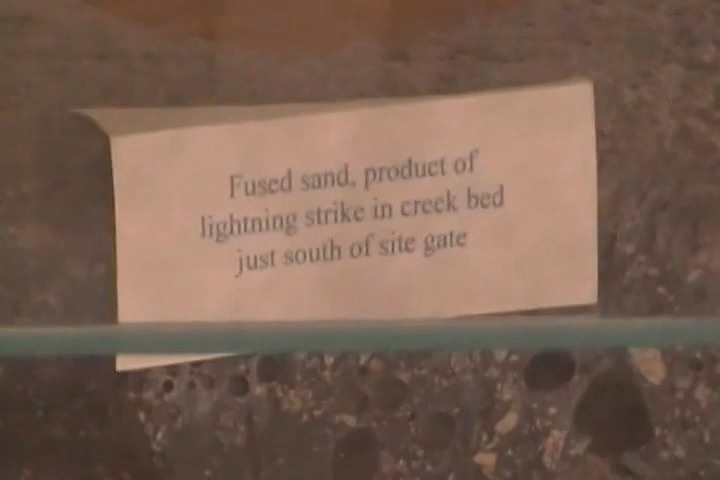 Fused sand, product of
lightning strike in creek bed
just south of site gate